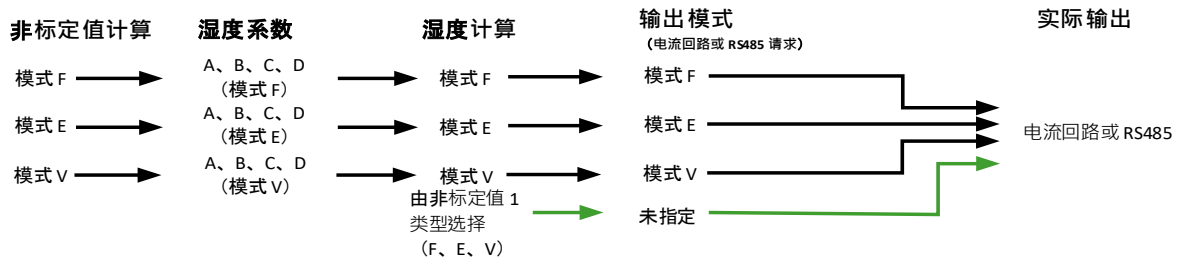 非标定值计算
湿度系数
湿度计算
输出模式
（电流回路或 RS485 请求）
实际输出
模式 F
A、B、C、D
（模式 F）
模式 F
模式 F
模式 E
A、B、C、D
（模式 E）
模式 E
模式 E
电流回路或 RS485
模式 V
A、B、C、D
（模式 V）
模式 V
模式 V
由非标定值 1
类型选择
（F、E、V）
未指定